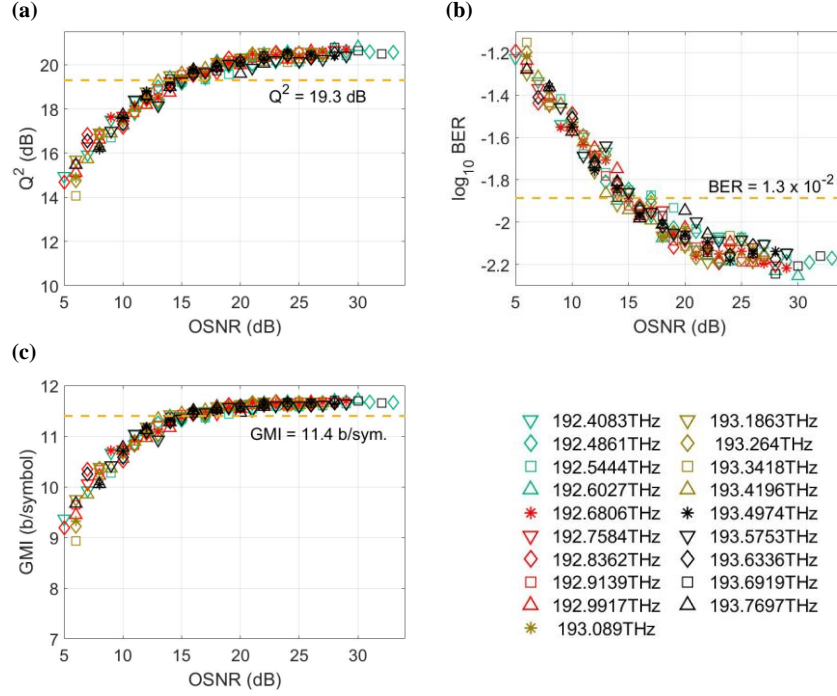 (a)
20
18
16
14
12
10
5
10
15
20
25
30
Q² (dB)
OSNR (dB)
Q² = 19.3 dB
(b)
-1.2
-1.4
-1.6
-1.8
-2
-2.2
5
10
15
20
25
30
log₁₀ BER
OSNR (dB)
BER = 1.3 x 10⁻²
(c)
12
11
10
9
8
7
5
10
15
20
25
30
GMI (b/symbol)
OSNR (dB)
GMI = 11.4 b/sym.
192.4083THz
192.4861THz
192.5444THz
192.6027THz
192.6806THz
192.7584THz
192.8362THz
192.9139THz
192.9917THz
193.089THz
193.1863THz
193.264THz
193.3418THz
193.4196THz
193.4974THz
193.5753THz
193.6336THz
193.6919THz
193.7697THz